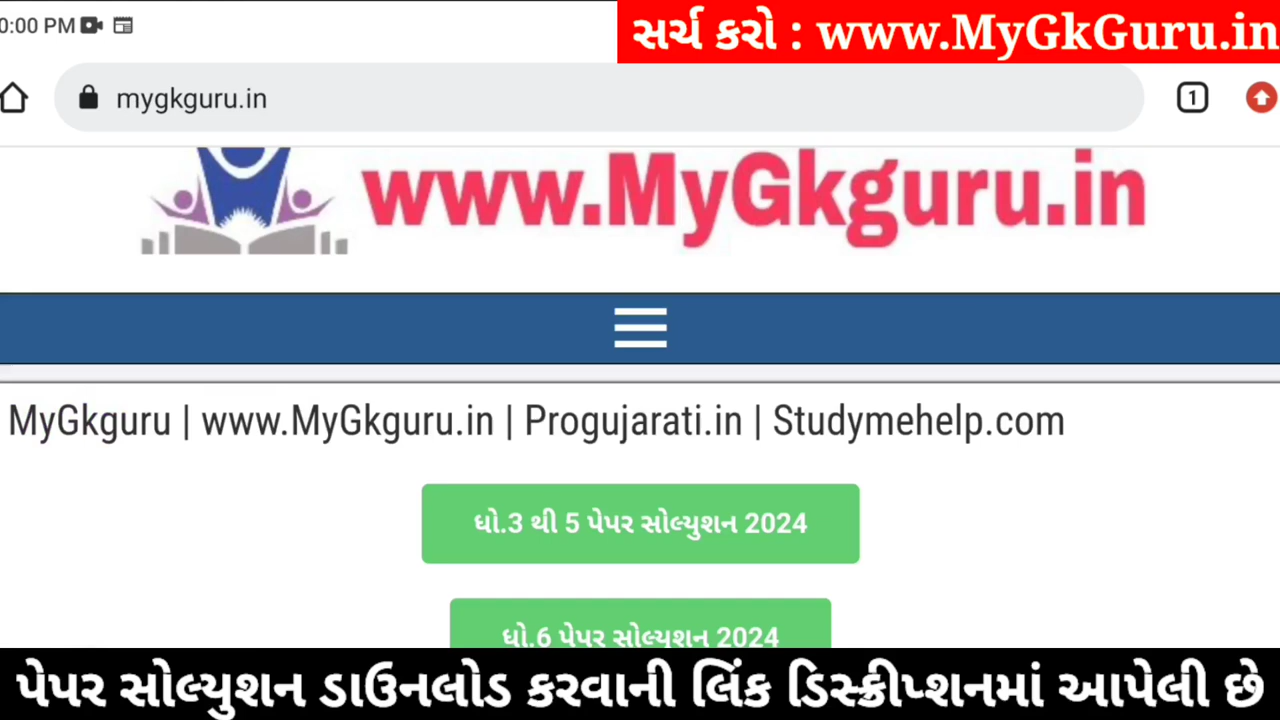 0:00 PM
સર્ચ કરો : www.MyGkGuru.in
mygkguru.in
1
www.MyGkguru.in
MyGkguru | www.MyGkguru.in | Progujarati.in | Studymehelp.com
ધો.3 થી 5 પેપર સોલ્યુશન 2024
ધો.6 પેપર સોલ્યુશન 2024
પેપર સોલ્યુશન ડાઉનલોડ કરવાની લિંક ડિસ્ક્રીપ્શનમાં આપેલી છે